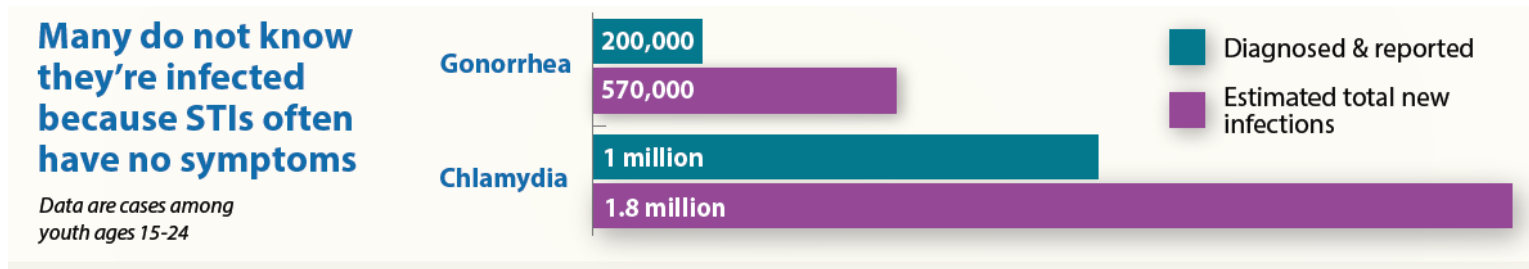 Many do not know
they’re infected
because STIs often
have no symptoms
Data are cases among
youth ages 15-24
Gonorrhea
200,000
570,000
Chlamydia
1 million
1.8 million
Diagnosed & reported
Estimated total new
infections